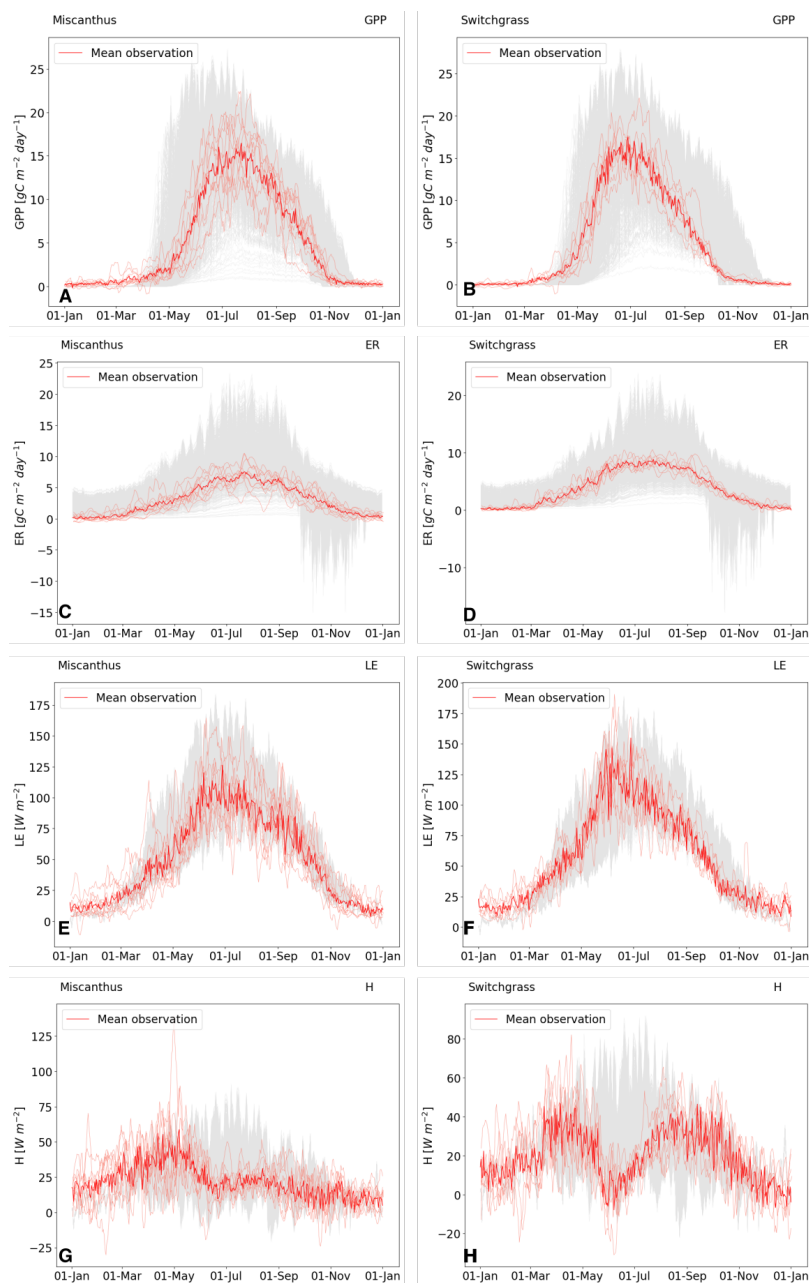 Miscanthus GPP
Mean observation
GPP [gC m⁻² day⁻¹]
25
20
15
10
5
0
A
01-Jan 01-Mar 01-May 01-Jul 01-Sep 01-Nov 01-Jan
Switchgrass GPP
Mean observation
GPP [gC m⁻² day⁻¹]
25
20
15
10
5
0
B
01-Jan 01-Mar 01-May 01-Jul 01-Sep 01-Nov 01-Jan
Miscanthus ER
Mean observation
ER [gC m⁻² day⁻¹]
25
20
15
10
5
0
−5
−10
−15
C
01-Jan 01-Mar 01-May 01-Jul 01-Sep 01-Nov 01-Jan
Switchgrass ER
Mean observation
ER [gC m⁻² day⁻¹]
20
10
0
−10
D
01-Jan 01-Mar 01-May 01-Jul 01-Sep 01-Nov 01-Jan
Miscanthus LE
Mean observation
LE [W m⁻²]
175
150
125
100
75
50
25
0
E
01-Jan 01-Mar 01-May 01-Jul 01-Sep 01-Nov 01-Jan
Switchgrass LE
Mean observation
LE [W m⁻²]
200
175
150
125
100
75
50
25
0
F
01-Jan 01-Mar 01-May 01-Jul 01-Sep 01-Nov 01-Jan
Miscanthus H
Mean observation
H [W m⁻²]
125
100
75
50
25
0
−25
G
01-Jan 01-Mar 01-May 01-Jul 01-Sep 01-Nov 01-Jan
Switchgrass H
Mean observation
H [W m⁻²]
80
60
40
20
0
−20
H
01-Jan 01-Mar 01-May 01-Jul 01-Sep 01-Nov 01-Jan